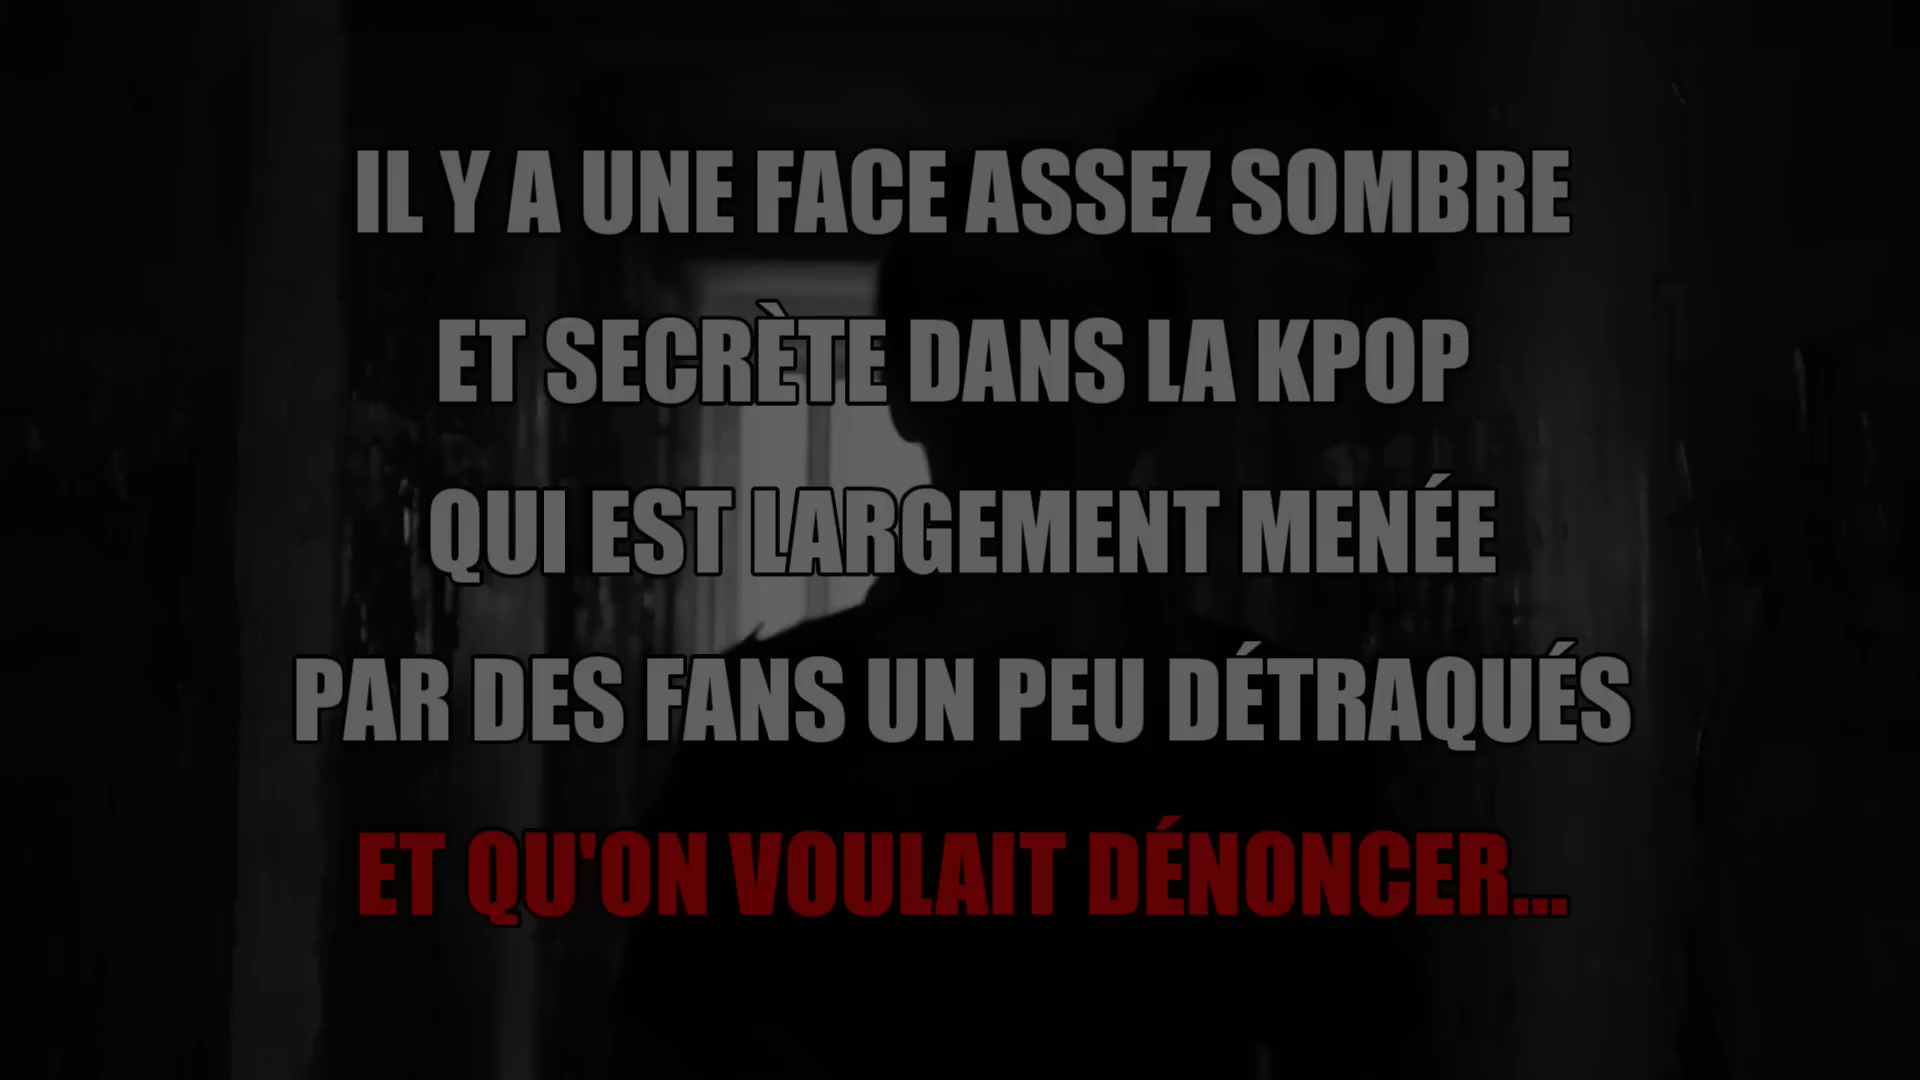 IL Y A UNE FACE ASSEZ SOMBRE
ET SECRÈTE DANS LA KPOP
QUI EST LARGEMENT MENÉE
PAR DES FANS UN PEU DÉTRAQUÉS
ET QU'ON VOULAIT DÉNONCER...